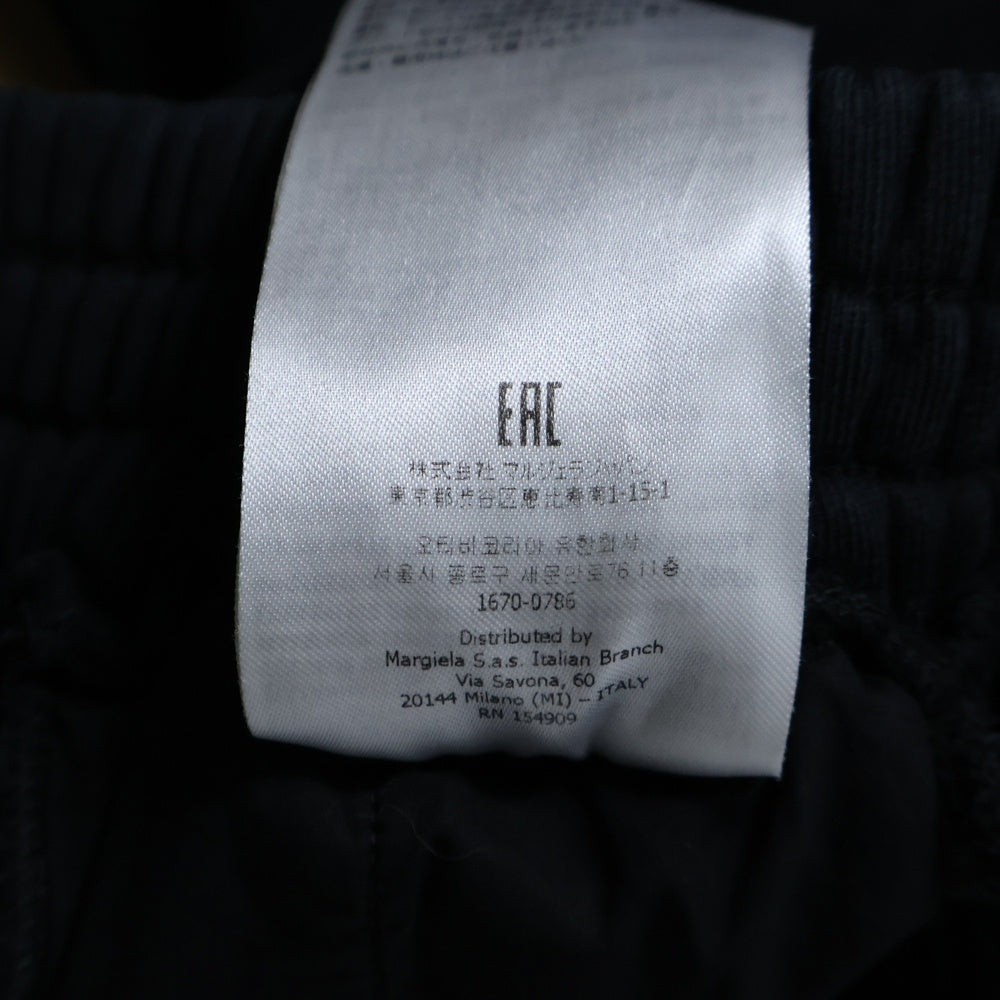 EAC
株式会社 マルジェラ ジャパン
東京都渋谷区恵比寿南1-15-1
오티비코리아 유한회사
서울시 종로구 새문안로76 11층
1670-0786
Distributed by
Margiela S.a.s. Italian Branch
Via Savona, 60
20144 Milano (MI) – ITALY
RN 154909